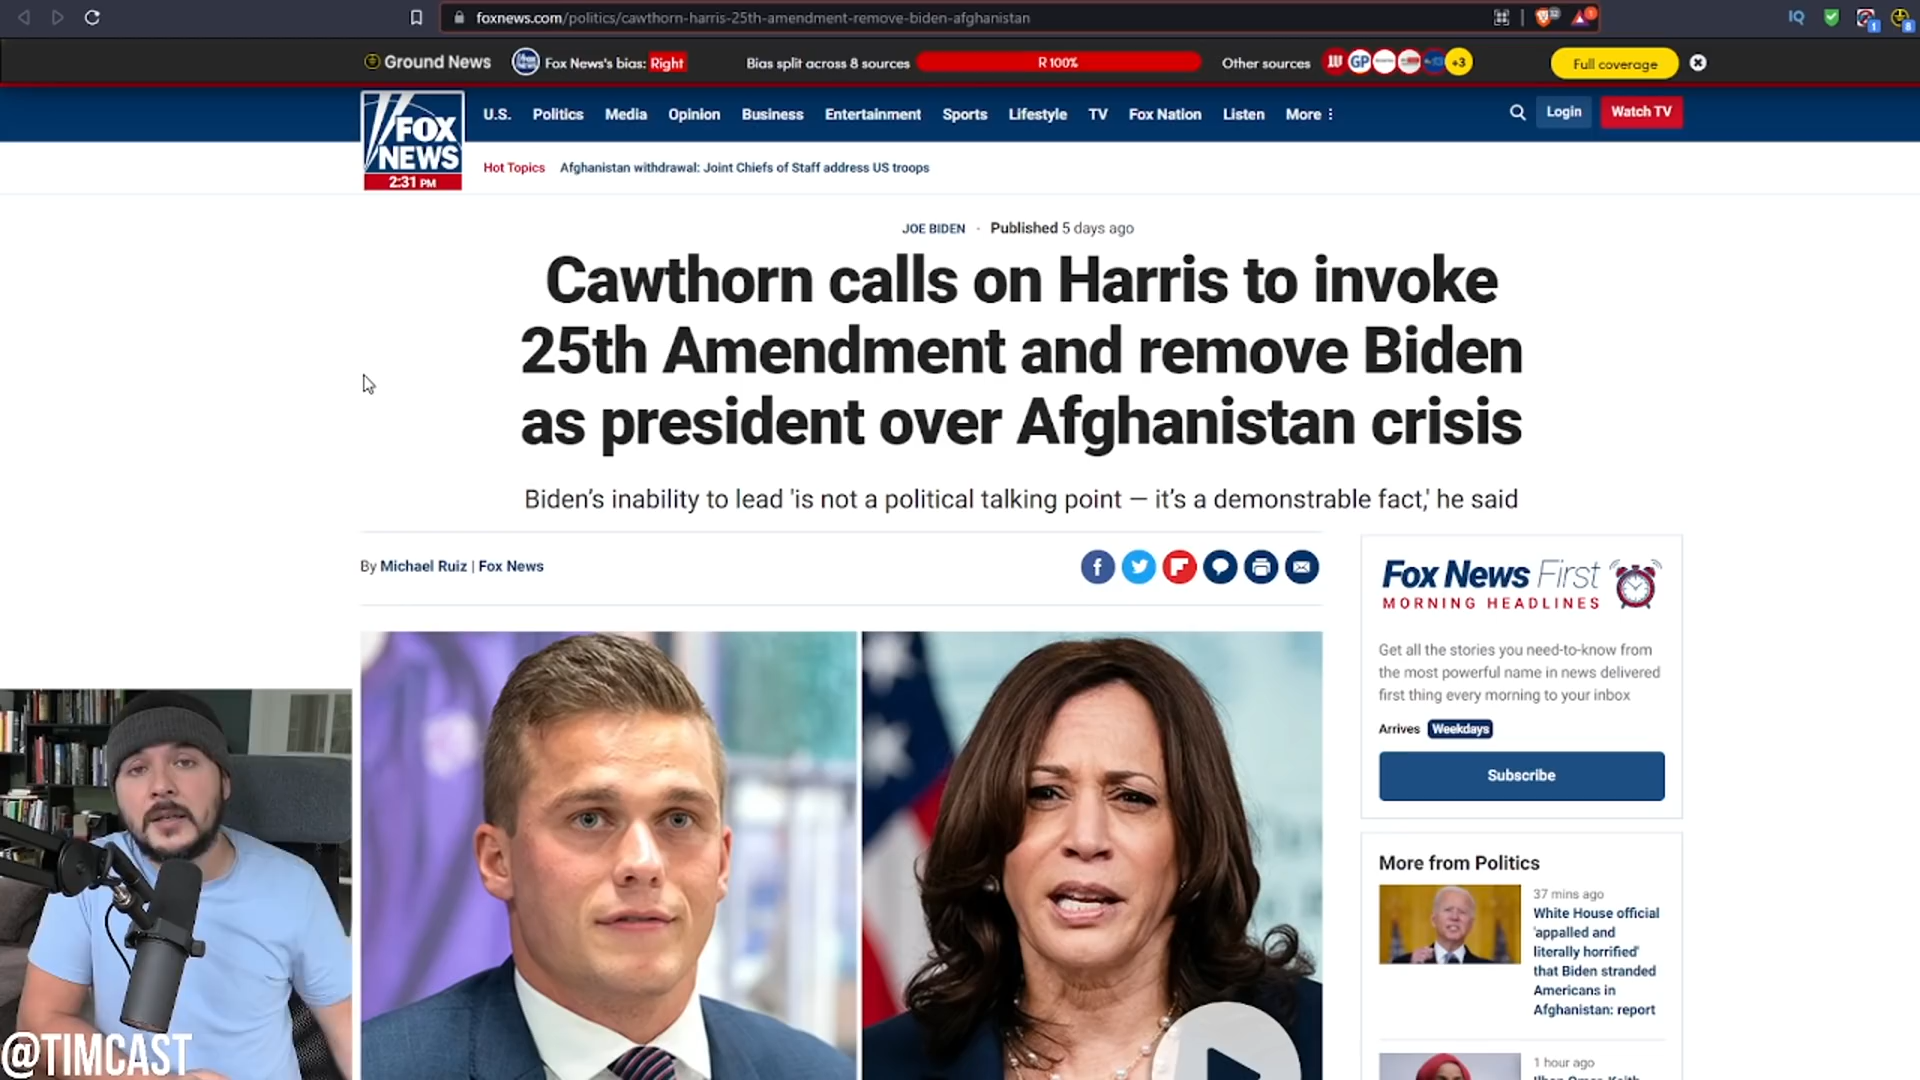 foxnews.com/politics/cawthorn-harris-25th-amendment-remove-biden-afghanistan
IQ
Ground News
Fox News's bias: Right
Bias split across 8 sources
R 100%
Other sources
GP
+3
Full coverage
FOX NEWS
2:31 PM
U.S. Politics Media Opinion Business Entertainment Sports Lifestyle TV Fox Nation Listen More
Login
Watch TV
Hot Topics
Afghanistan withdrawal: Joint Chiefs of Staff address US troops
JOE BIDEN · Published 5 days ago
Cawthorn calls on Harris to invoke
25th Amendment and remove Biden
as president over Afghanistan crisis
Biden's inability to lead 'is not a political talking point — it's a demonstrable fact,' he said
By Michael Ruiz | Fox News
Fox News First
MORNING HEADLINES
Get all the stories you need-to-know from
the most powerful name in news delivered
first thing every morning to your inbox
Arrives Weekdays
Subscribe
More from Politics
37 mins ago
White House official
'appalled and
literally horrified'
that Biden stranded
Americans in
Afghanistan: report
1 hour ago
@TIMCAST